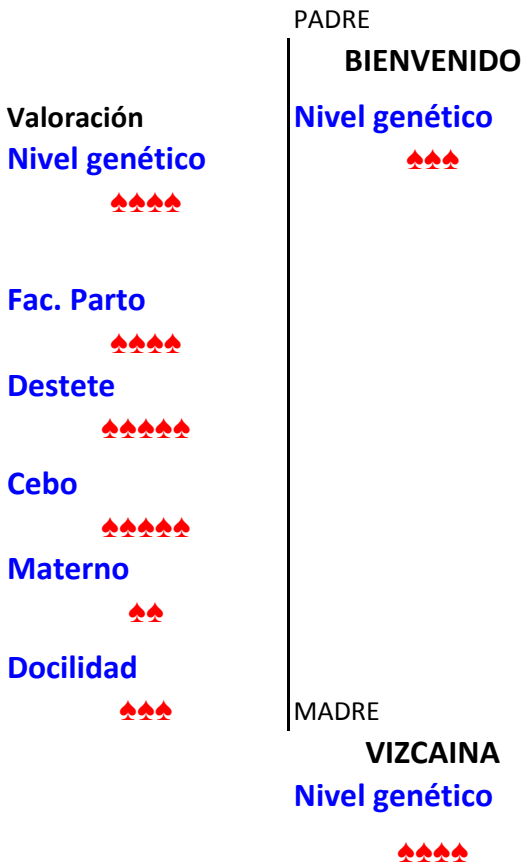 PADRE
BIENVENIDO
Valoración
Nivel genético
Nivel genético
♠♠♠
♠♠♠♠
Fac. Parto
♠♠♠♠
Destete
♠♠♠♠♠
Cebo
♠♠♠♠♠
Materno
♠♠
Docilidad
♠♠♠
MADRE
VIZCAINA
Nivel genético
♠♠♠♠